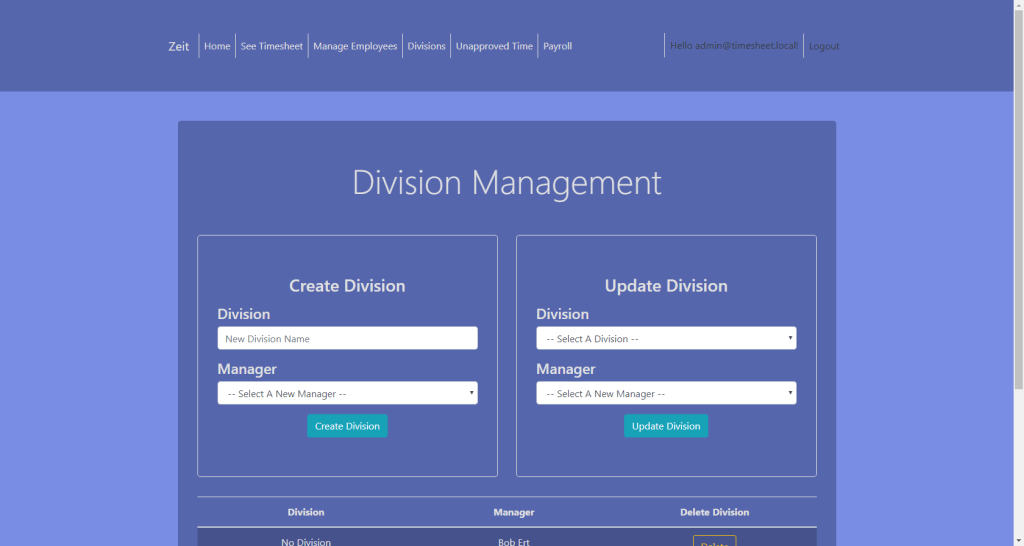 Zeit Home See Timesheet Manage Employees Divisions Unapproved Time Payroll Hello admin@timesheet.local! Logout
Division Management
Create Division
Division
New Division Name
Manager
-- Select A New Manager --
Create Division
Update Division
Division
-- Select A Division --
Manager
-- Select A New Manager --
Update Division
Division Manager Delete Division
No Division Bob Ert Delete